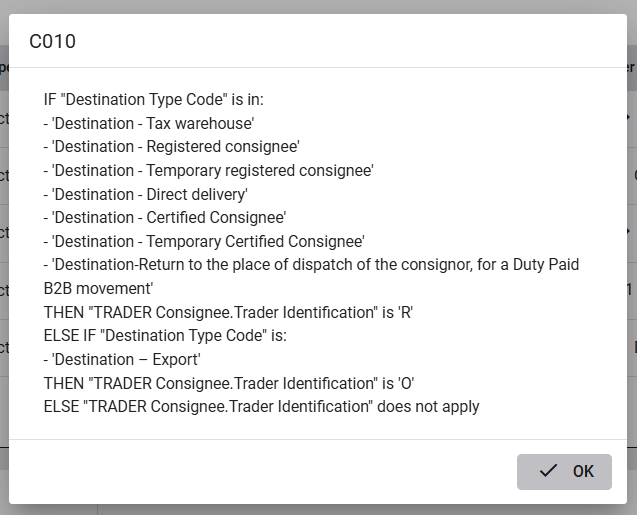 C010
IF "Destination Type Code" is in:
- 'Destination - Tax warehouse'
- 'Destination - Registered consignee'
- 'Destination - Temporary registered consignee'
- 'Destination - Direct delivery'
- 'Destination - Certified Consignee'
- 'Destination - Temporary Certified Consignee'
- 'Destination-Return to the place of dispatch of the consignor, for a Duty Paid
B2B movement'
THEN "TRADER Consignee.Trader Identification" is 'R'
ELSE IF "Destination Type Code" is:
- 'Destination – Export'
THEN "TRADER Consignee.Trader Identification" is 'O'
ELSE "TRADER Consignee.Trader Identification" does not apply
OK